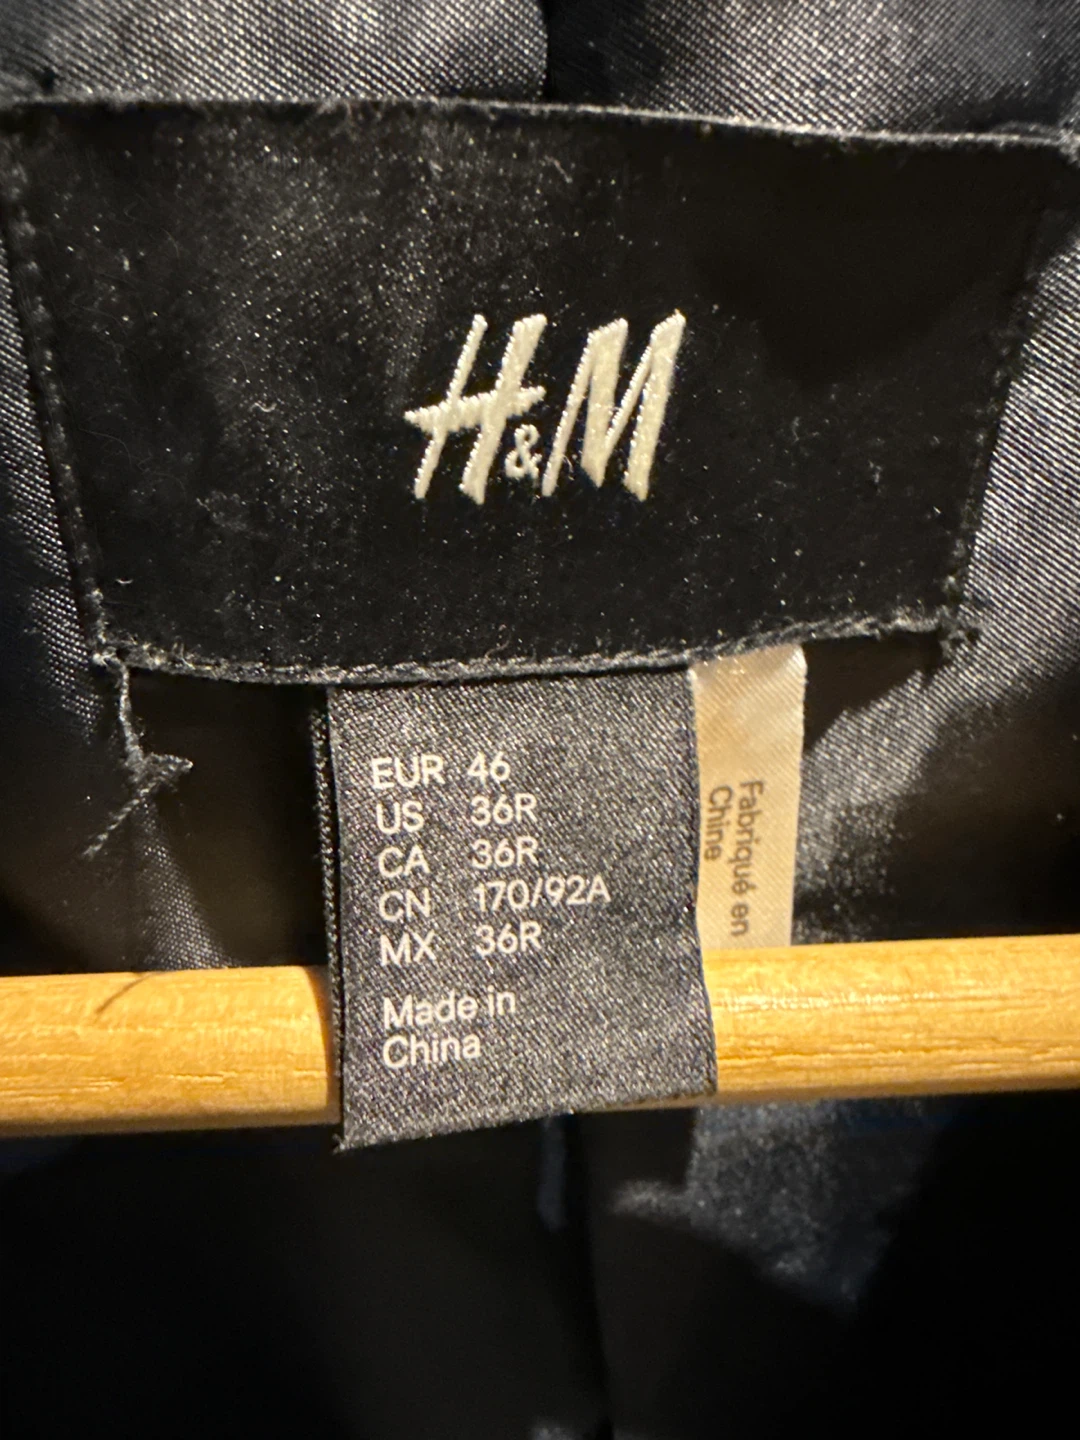 H&M
EUR 46
US 36R
CA 36R
CN 170/92A
MX 36R
Made in
China
Fabriqué en
Chine